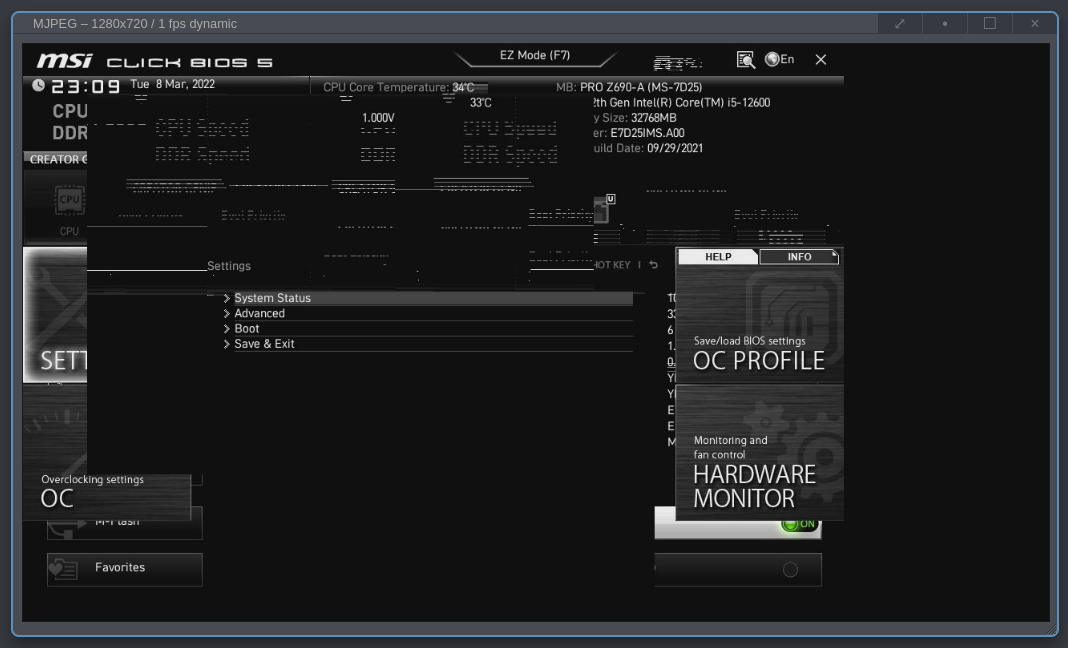 MJPEG – 1280x720 / 1 fps dynamic
msi CLICK BIOS 5
EZ Mode (F7)
En
23:09
Tue 8 Mar, 2022
CPU Core Temperature: 34°C
33°C
1.000V
MB: PRO Z690-A (MS-7D25)
2th Gen Intel(R) Core(TM) i5-12600
y Size: 32768MB
er: E7D25IMS.A00
uild Date: 09/29/2021
CPU
DDR
CPU Speed
CPU Speed
DDR Speed
DDR
DDR Speed
CREATOR G
CPU
CPU
U
Boot Priority
Boot Priority
Boot Priority
HOT KEY |
HELP
INFO
Settings
System Status
Advanced
Boot
Save & Exit
SETT
Save/load BIOS settings
OC PROFILE
Monitoring and
fan control
HARDWARE
MONITOR
Overclocking settings
OC
M-Flash
ON
Favorites